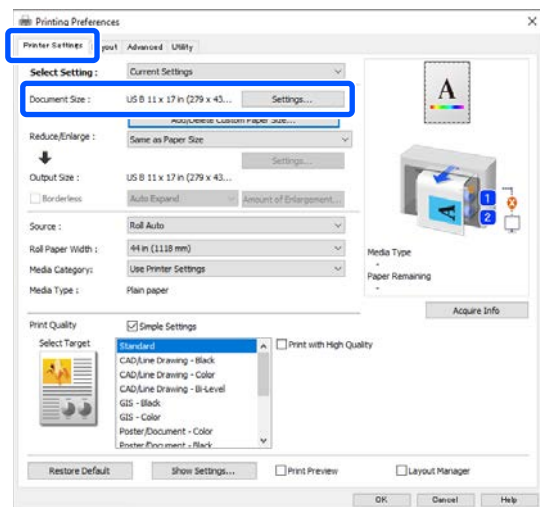 Printing Preferences
Printer Settings yout Advanced Utility
Select Setting : Current Settings
Document Size : US B 11 x 17 in (279 x 43... Settings...
Add/Delete Custom Paper Size...
Reduce/Enlarge : Same as Paper Size
Settings...
Output Size : US B 11 x 17 in (279 x 43...
Borderless Auto Expand Amount of Enlargement...
Source : Roll Auto
Roll Paper Width : 44 in (1118 mm)
Media Category: Use Printer Settings
Media Type : Plain paper
A
1
2
Media Type
-
Paper Remaining
-
Acquire Info
Print Quality Simple Settings
Select Target Standard Print with High Quality
CAD/Line Drawing - Black
CAD/Line Drawing - Color
CAD/Line Drawing - Bi-Level
GIS - Black
GIS - Color
Poster/Document - Color
Poster/Document - Black
Restore Default Show Settings... Print Preview Layout Manager
OK Cancel Help